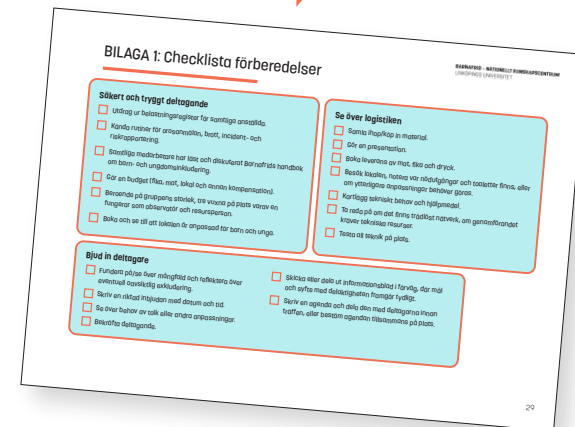 BILAGA 1: Checklista förberedelser
BARNAFRID – NATIONELLT KUNSKAPSCENTRUM
LINKÖPINGS UNIVERSITET
Säkert och tryggt deltagande
Utdrag ur belastningsregister för samtliga anställda.
Kända rutiner för orosanmälan, brott, incident- och
riskrapportering.
Samtliga medarbetare har läst och diskuterat Barnafrids handbok
om barn- och ungdomsinkludering.
Gör en budget (fika, mat, lokal och annan kompensation).
Beroende på gruppens storlek, tre vuxna på plats varav en
fungerar som observatör och resursperson.
Boka och se till att lokalen är anpassad för barn och unga.
Se över logistiken
Samla ihop/köp in material.
Gör en presentation.
Boka leverans av mat, fika och dryck.
Besök lokalen, notera var nödutgångar och toaletter finns, eller
om ytterligare anpassningar behöver göras.
Kartlägg tekniskt behov och hjälpmedel.
Ta reda på om det finns trådlöst nätverk, om genomförandet
kräver tekniska resurser.
Testa all teknik på plats.
Bjud in deltagare
Fundera på/se över mångfald och reflektera över
eventuell oavsiktlig exkludering.
Skriv en riktad inbjudan med datum och tid.
Se över behov av tolk eller andra anpassningar.
Bekräfta deltagande.
Skicka eller dela ut informationsblad i förväg, där mål
och syfte med delaktigheten framgår tydligt.
Skriv en agenda och dela den med deltagarna innan
träffen, eller bestäm agendan tillsammans på plats.
29